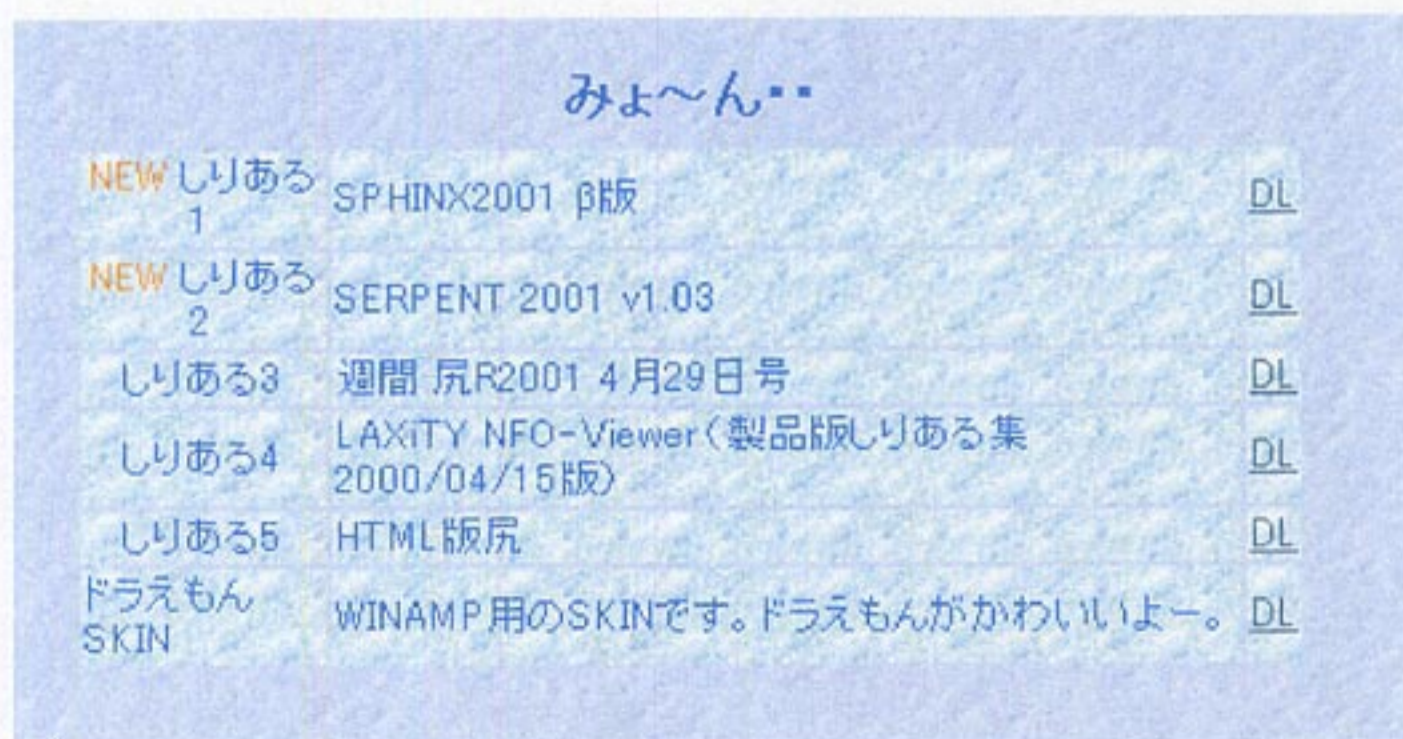 みょ～ん・・
NEW しりある
1
SPHINX2001 β版
DL
NEW しりある
2
SERPENT 2001 v1.03
DL
しりある3
週間 尻R2001 4月29日号
DL
しりある4
LAXiTY NFO-Viewer（製品版しりある集
2000/04/15版）
DL
しりある5
HTML版尻
DL
ドラえもん
SKIN
WINAMP用のSKINです。ドラえもんがかわいいよー。
DL